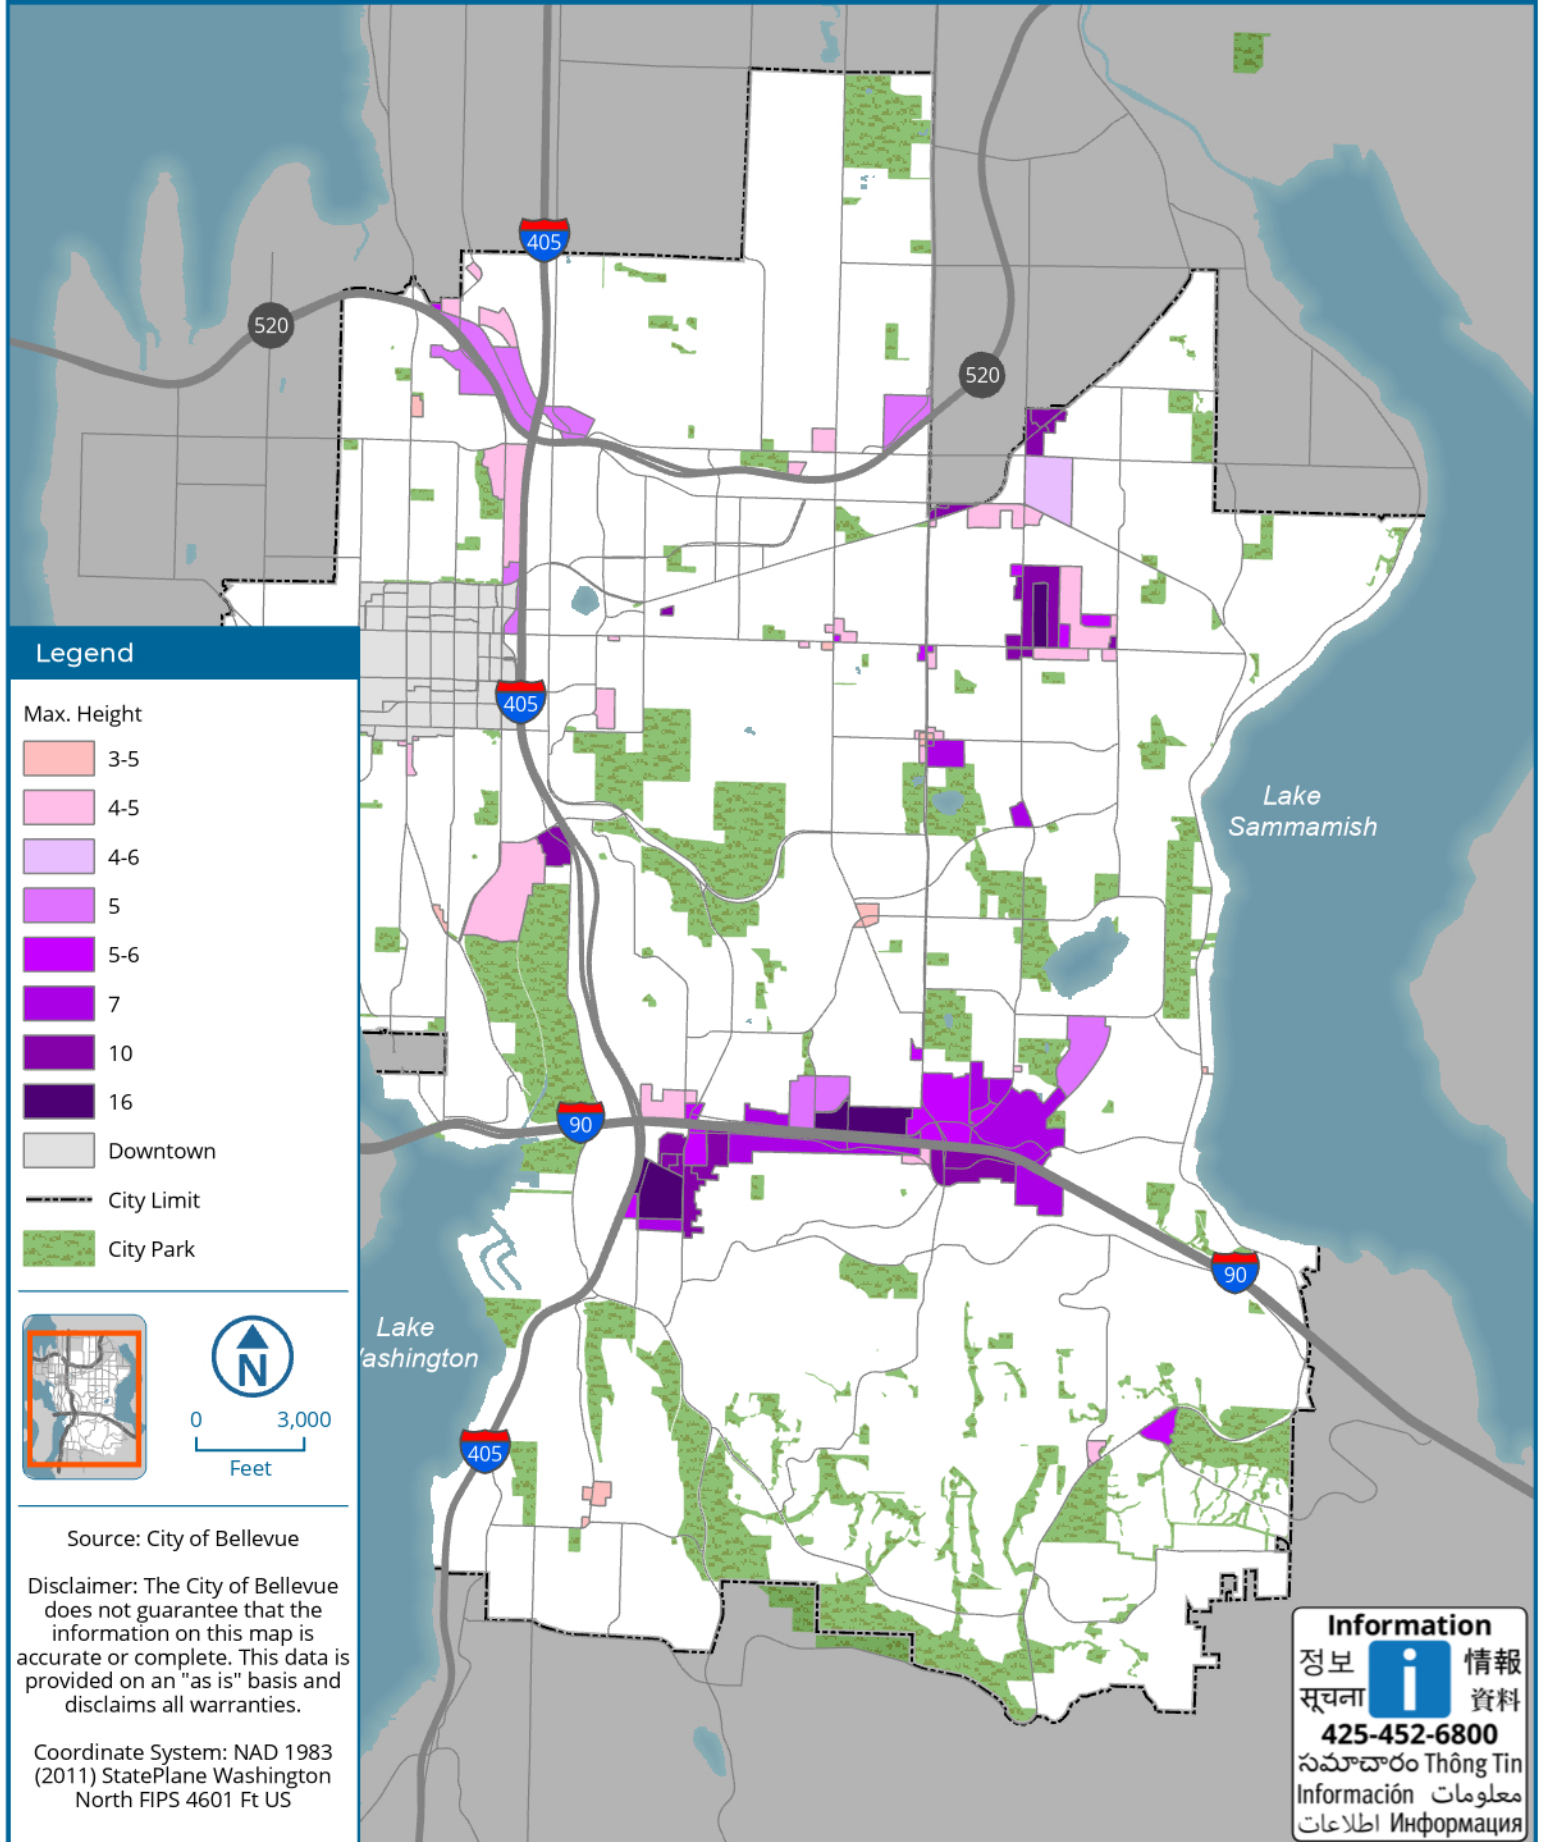 405
520
520
Legend
Max. Height
3-5
4-5
4-6
5
5-6
7
10
16
Downtown
City Limit
City Park
405
Lake
Sammamish
90
90
Lake
ashington
405
N
0 3,000
Feet
Source: City of Bellevue
Disclaimer: The City of Bellevue
does not guarantee that the
information on this map is
accurate or complete. This data is
provided on an "as is" basis and
disclaims all warranties.
Coordinate System: NAD 1983
(2011) StatePlane Washington
North FIPS 4601 Ft US
Information
정보 i 情報
सूचना 資料
425-452-6800
సమాచారం Thông Tin
Información معلومات
اطلاعات Информация